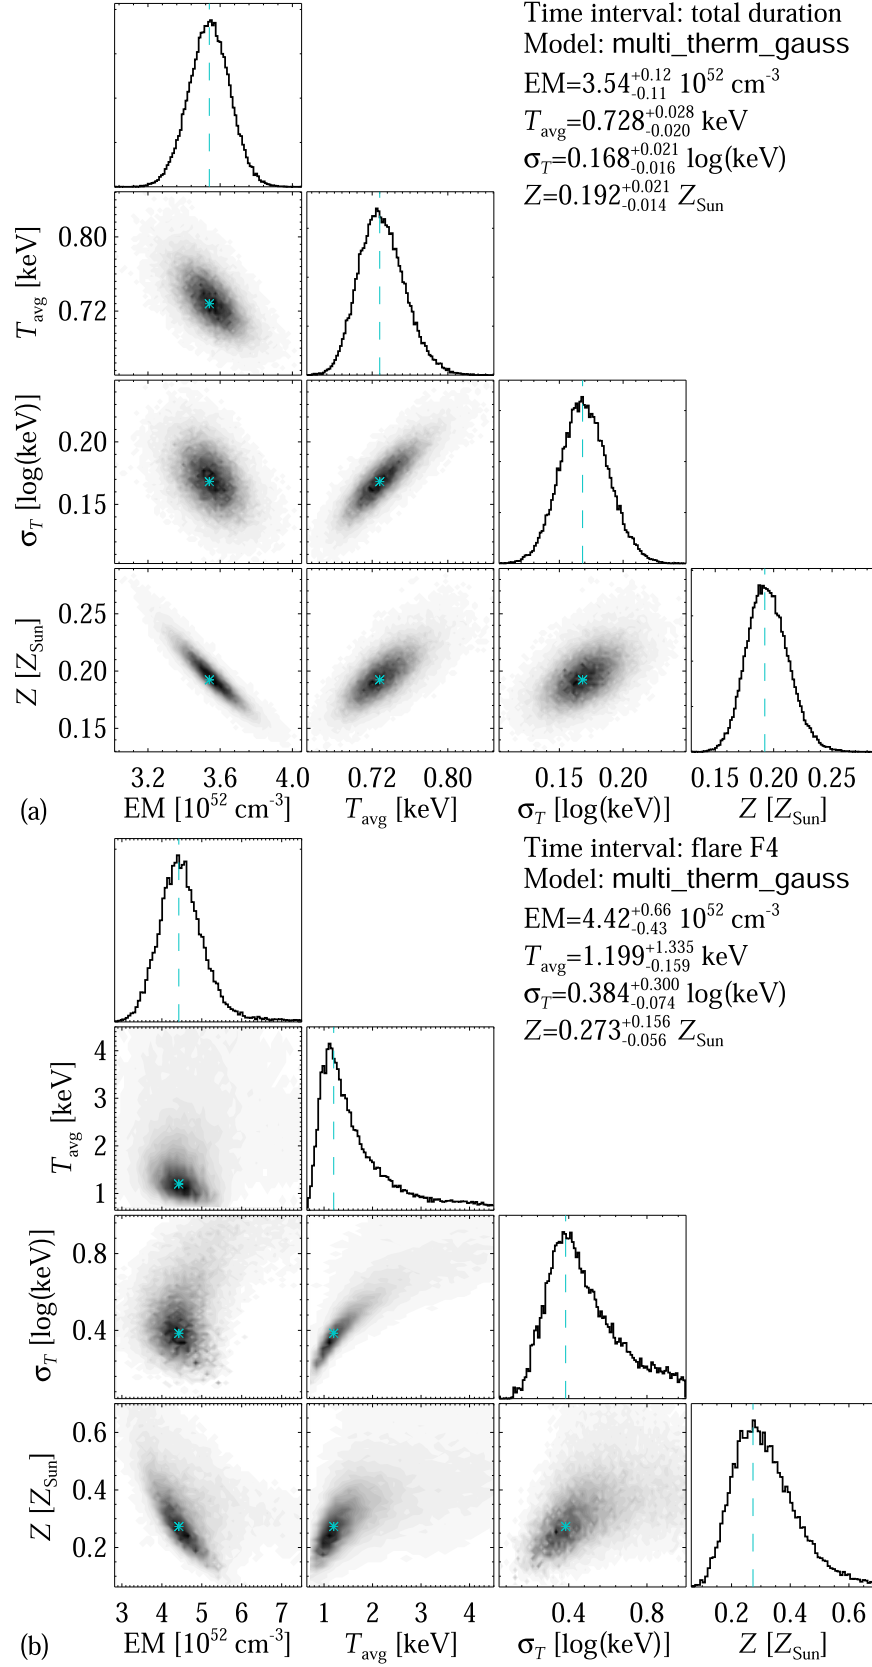 Time interval: total duration
Model: multi_therm_gauss
EM=3.54+0.12-0.11 10^52 cm^-3
T_avg=0.728+0.028-0.020 keV
σ_T=0.168+0.021-0.016 log(keV)
Z=0.192+0.021-0.014 Z_Sun
T_avg [keV]
0.80
0.72
σ_T [log(keV)]
0.20
0.15
Z [Z_Sun]
0.25
0.20
0.15
3.2 3.6 4.0 0.72 0.80 0.15 0.20 0.15 0.20 0.25
(a) EM [10^52 cm^-3] T_avg [keV] σ_T [log(keV)] Z [Z_Sun]
Time interval: flare F4
Model: multi_therm_gauss
EM=4.42+0.66-0.43 10^52 cm^-3
T_avg=1.199+1.335-0.159 keV
σ_T=0.384+0.300-0.074 log(keV)
Z=0.273+0.156-0.056 Z_Sun
T_avg [keV]
4
3
2
1
σ_T [log(keV)]
0.8
0.4
Z [Z_Sun]
0.6
0.4
0.2
3 4 5 6 7 1 2 3 4 0.4 0.8 0.2 0.4 0.6
(b) EM [10^52 cm^-3] T_avg [keV] σ_T [log(keV)] Z [Z_Sun]